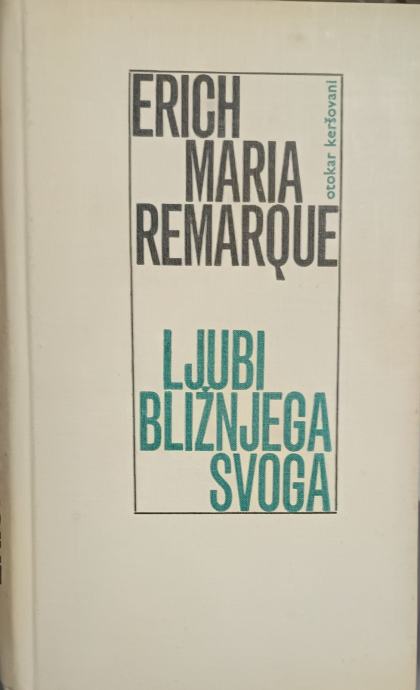 ERICH
MARIA
REMARQUE
otokar keršovani
LJUBI
BLIŽNJEGA
SVOGA